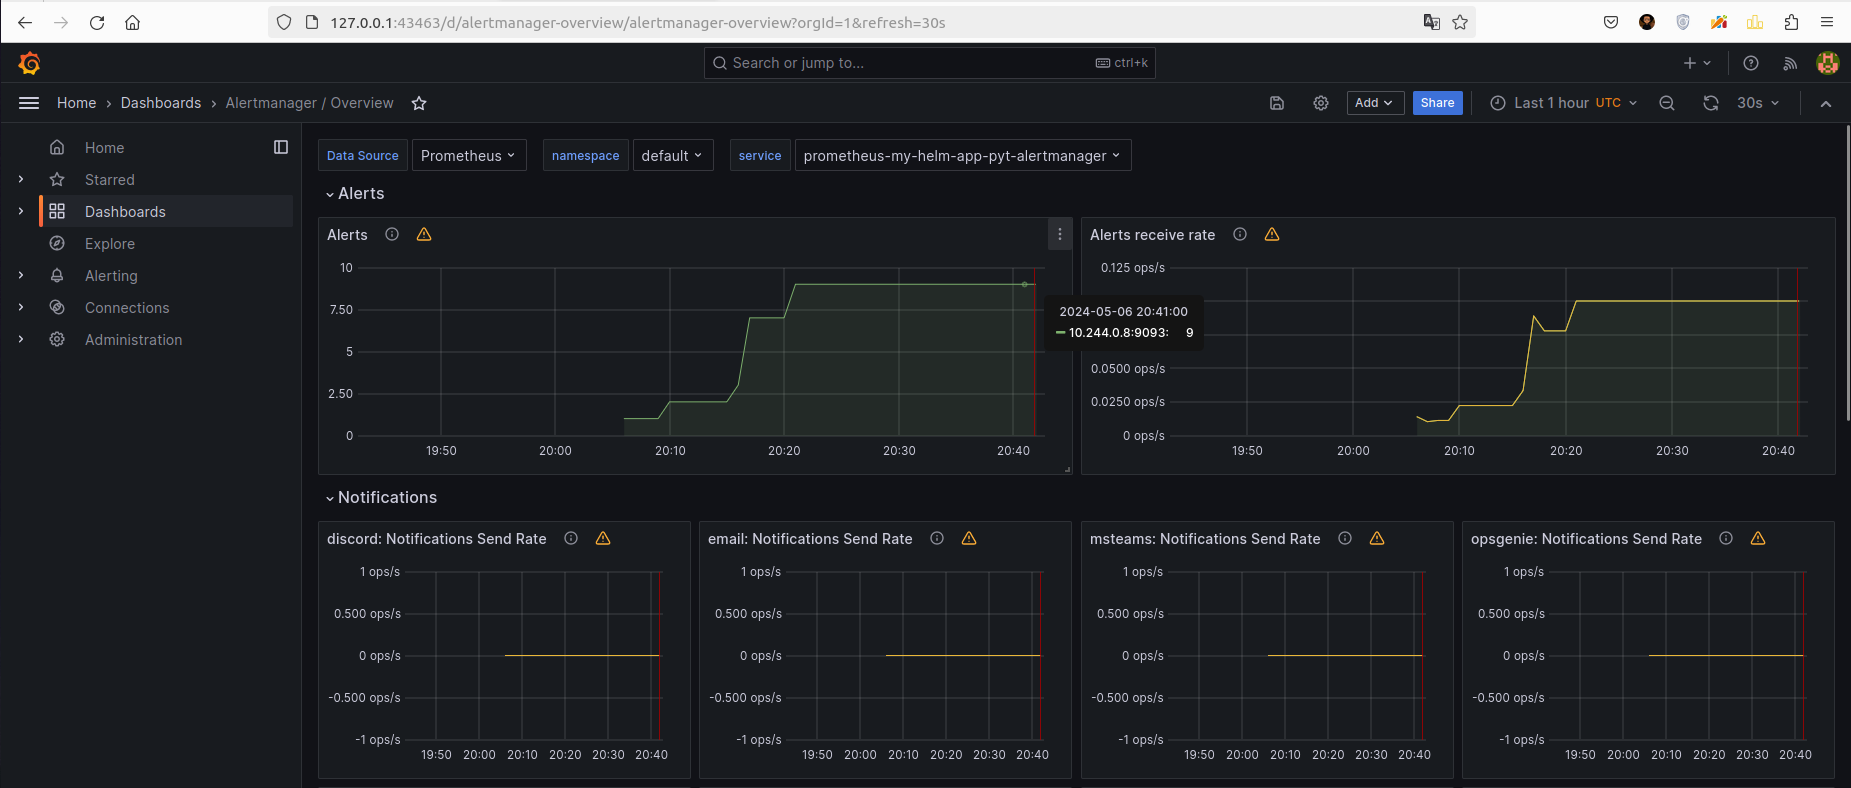 127.0.0.1:43463/d/alertmanager-overview/alertmanager-overview?orgId=1&refresh=30s
Search or jump to... ctrl+k
Home › Dashboards › Alertmanager / Overview
Add
Share
Last 1 hour UTC
30s
Home
Starred
Dashboards
Explore
Alerting
Connections
Administration
Data Source Prometheus namespace default service prometheus-my-helm-app-pyt-alertmanager
Alerts
Alerts
10
7.50
5
2.50
0
19:50 20:00 20:10 20:20 20:30 20:40
2024-05-06 20:41:00
10.244.0.8:9093: 9
Alerts receive rate
0.125 ops/s
0.0500 ops/s
0.0250 ops/s
0 ops/s
19:50 20:00 20:10 20:20 20:30 20:40
Notifications
discord: Notifications Send Rate
1 ops/s
0.500 ops/s
0 ops/s
-0.500 ops/s
-1 ops/s
19:50 20:00 20:10 20:20 20:30 20:40
email: Notifications Send Rate
1 ops/s
0.500 ops/s
0 ops/s
-0.500 ops/s
-1 ops/s
19:50 20:00 20:10 20:20 20:30 20:40
msteams: Notifications Send Rate
1 ops/s
0.500 ops/s
0 ops/s
-0.500 ops/s
-1 ops/s
19:50 20:00 20:10 20:20 20:30 20:40
opsgenie: Notifications Send Rate
1 ops/s
0.500 ops/s
0 ops/s
-0.500 ops/s
-1 ops/s
19:50 20:00 20:10 20:20 20:30 20:40